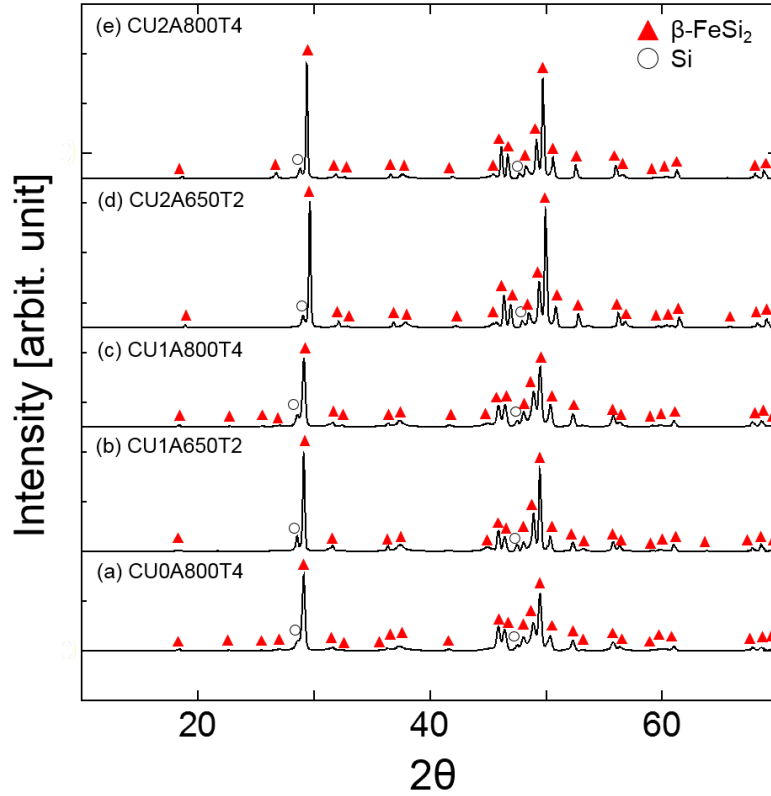 (e) CU2A800T4
β-FeSi₂
Si
(d) CU2A650T2
(c) CU1A800T4
(b) CU1A650T2
(a) CU0A800T4
Intensity [arbit. unit]
20
40
60
2θ